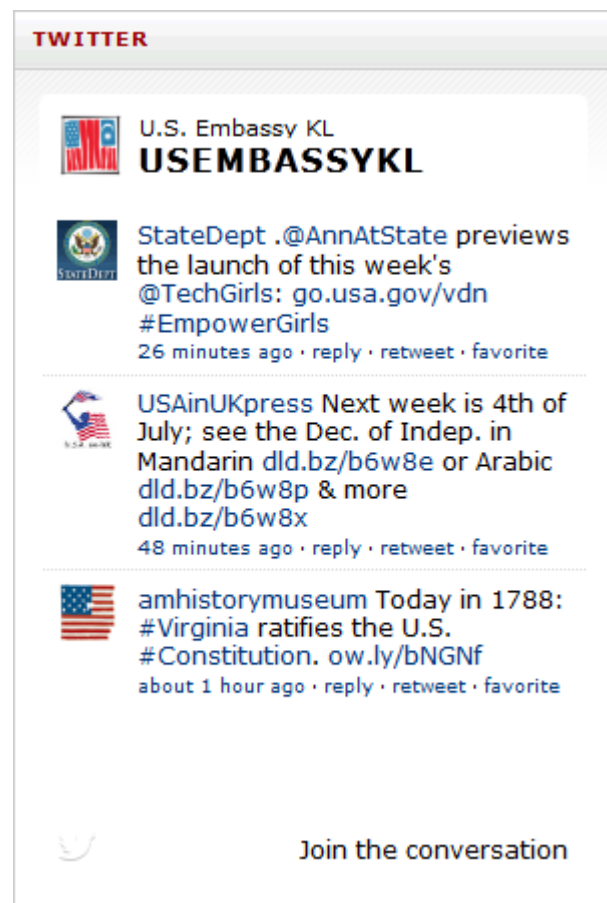 TWITTER
U.S. Embassy KL
USEMBASSYKL
StateDept .@AnnAtState previews
the launch of this week's
@TechGirls: go.usa.gov/vdn
#EmpowerGirls
26 minutes ago · reply · retweet · favorite
STATEDEPT
USAinUKpress Next week is 4th of
July; see the Dec. of Indep. in
Mandarin dld.bz/b6w8e or Arabic
dld.bz/b6w8p & more
dld.bz/b6w8x
48 minutes ago · reply · retweet · favorite
amhistorymuseum Today in 1788:
#Virginia ratifies the U.S.
#Constitution. ow.ly/bNGNf
about 1 hour ago · reply · retweet · favorite
Join the conversation